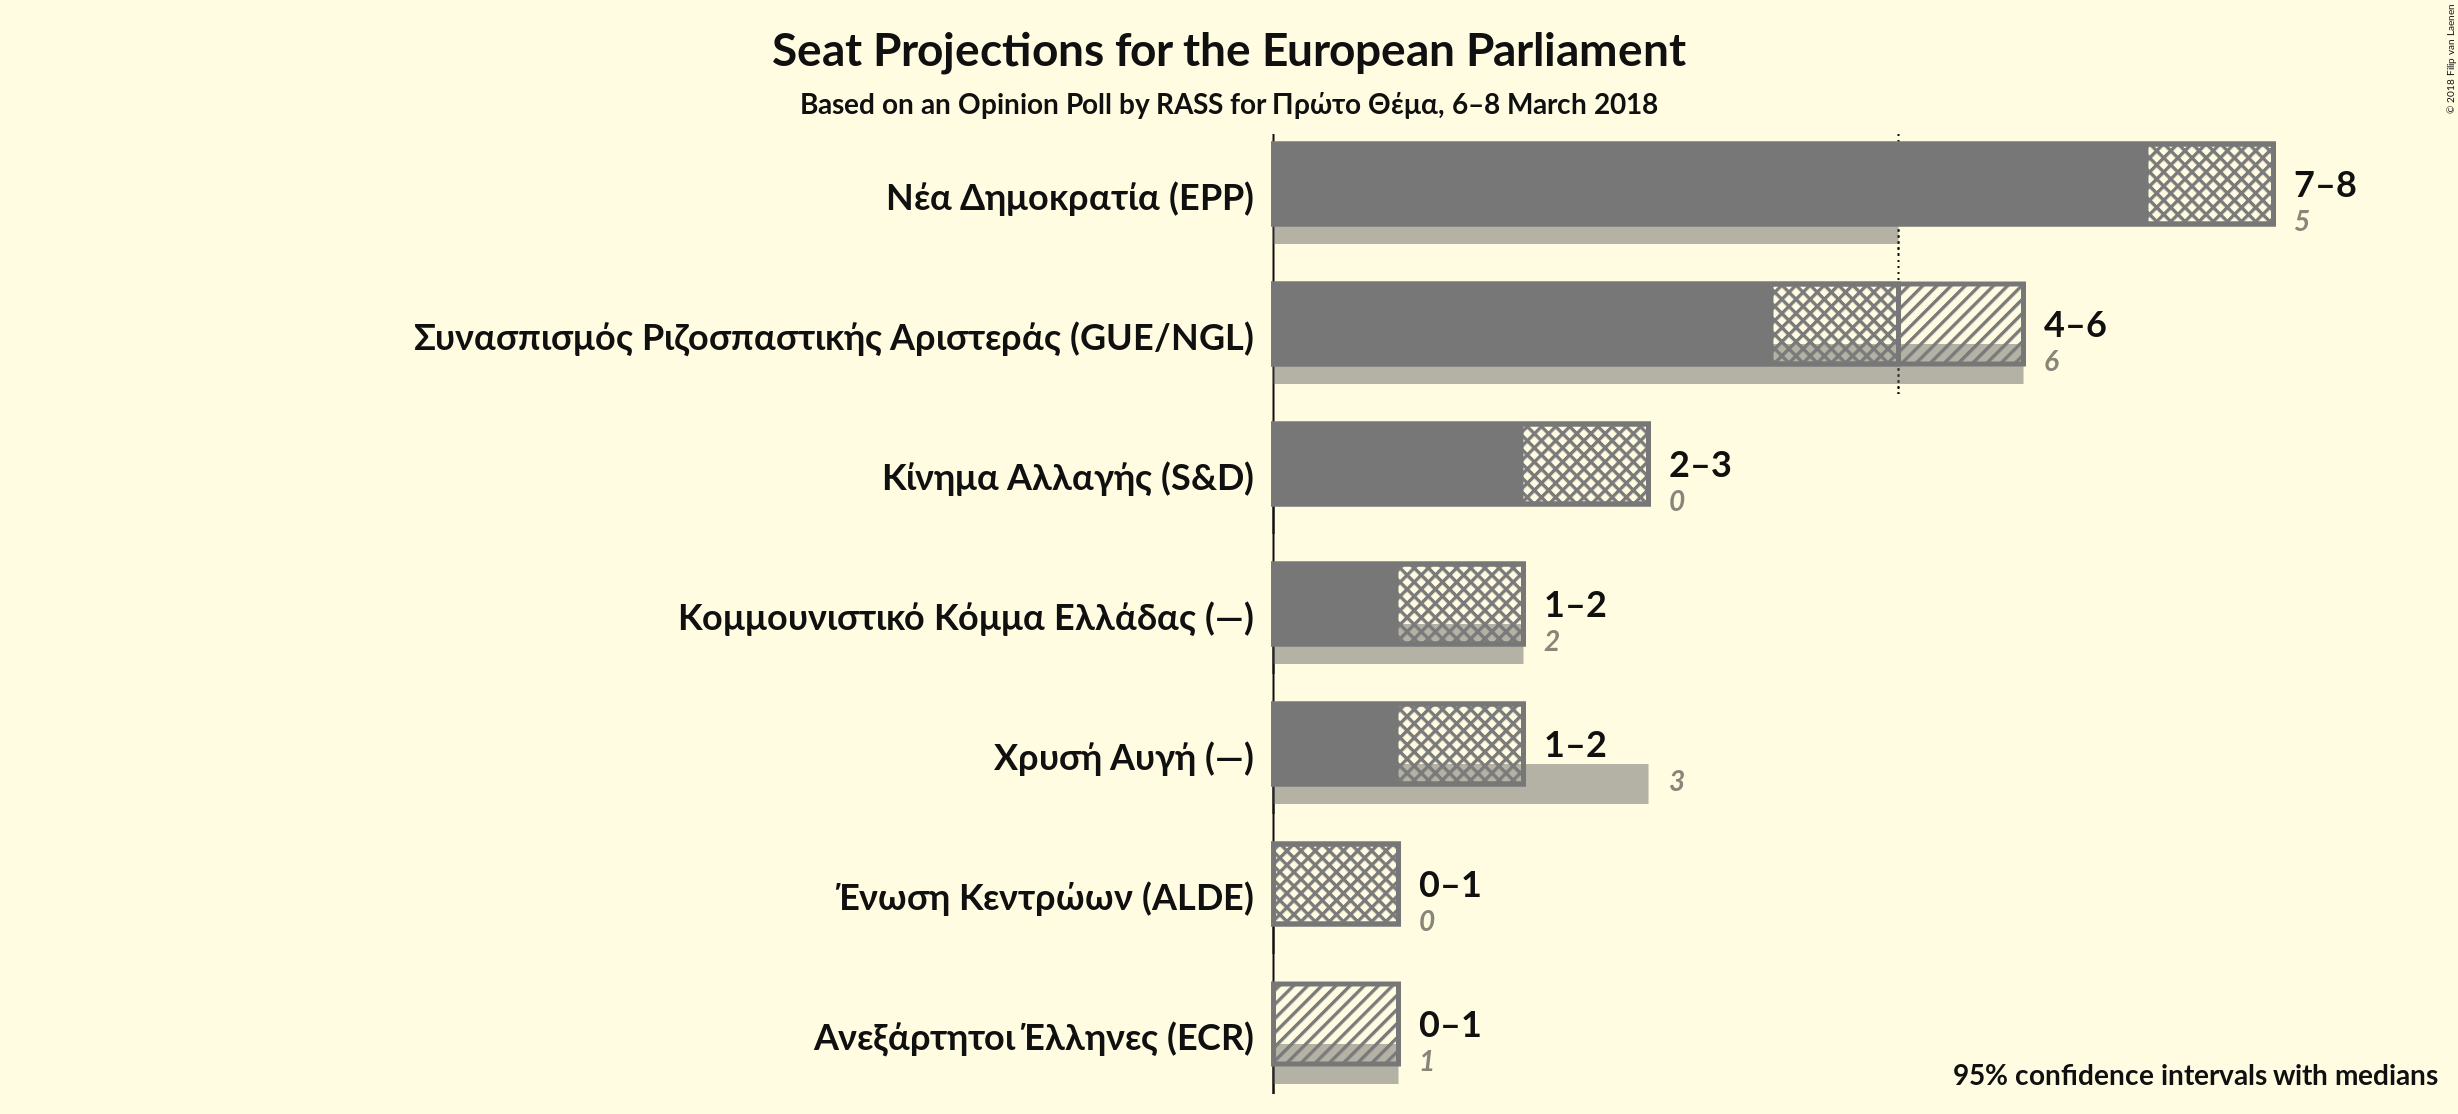 Seat Projections for the European Parliament
Based on an Opinion Poll by RASS for Πρώτο Θέμα, 6–8 March 2018
© 2018 Filip van Laenen
Νέα Δημοκρατία (EPP)
7–8
5
Συνασπισμός Ριζοσπαστικής Αριστεράς (GUE/NGL)
4–6
6
Κίνημα Αλλαγής (S&D)
2–3
0
Κομμουνιστικό Κόμμα Ελλάδας (—)
1–2
2
Χρυσή Αυγή (—)
1–2
3
Ένωση Κεντρώων (ALDE)
0–1
0
Ανεξάρτητοι Έλληνες (ECR)
0–1
1
95% confidence intervals with medians